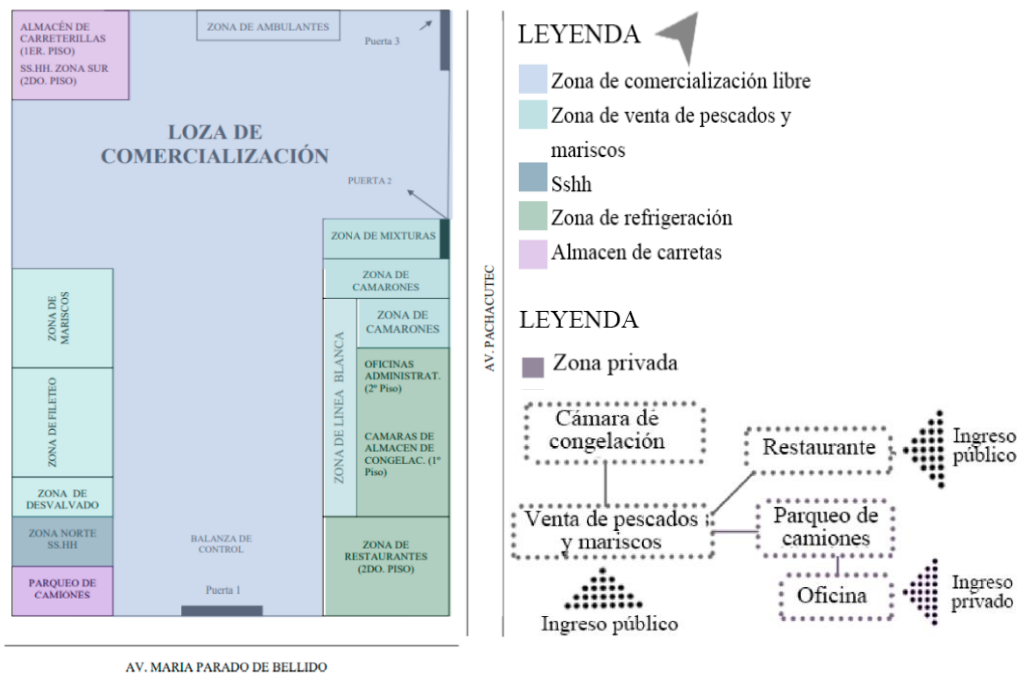 ALMACÉN DE
CARRETERILLAS
(1ER. PISO)
SS.HH. ZONA SUR
(2DO. PISO)
ZONA DE AMBULANTES
Puerta 3
LOZA DE
COMERCIALIZACIÓN
PUERTA 2
ZONA DE MIXTURAS
ZONA DE
CAMARONES
ZONA DE
CAMARONES
ZONA DE LINEA BLANCA
OFICINAS
ADMINISTRAT.
(2º Piso)
CAMARAS DE
ALMACEN DE
CONGELAC. (1º
Piso)
ZONA DE
RESTAURANTES
(2DO. PISO)
ZONA DE
MARISCOS
ZONA DE FILETEO
ZONA DE
DESVALVADO
ZONA NORTE
SS.HH
PARQUEO DE
CAMIONES
BALANZA DE
CONTROL
Puerta 1
AV. PACHACUTEC
AV. MARIA PARADO DE BELLIDO
LEYENDA
Zona de comercialización libre
Zona de venta de pescados y
mariscos
Sshh
Zona de refrigeración
Almacen de carretas
LEYENDA
Zona privada
Cámara de
congelación
Restaurante
Ingreso
público
Venta de pescados
y mariscos
Parqueo de
camiones
Oficina
Ingreso
privado
Ingreso público